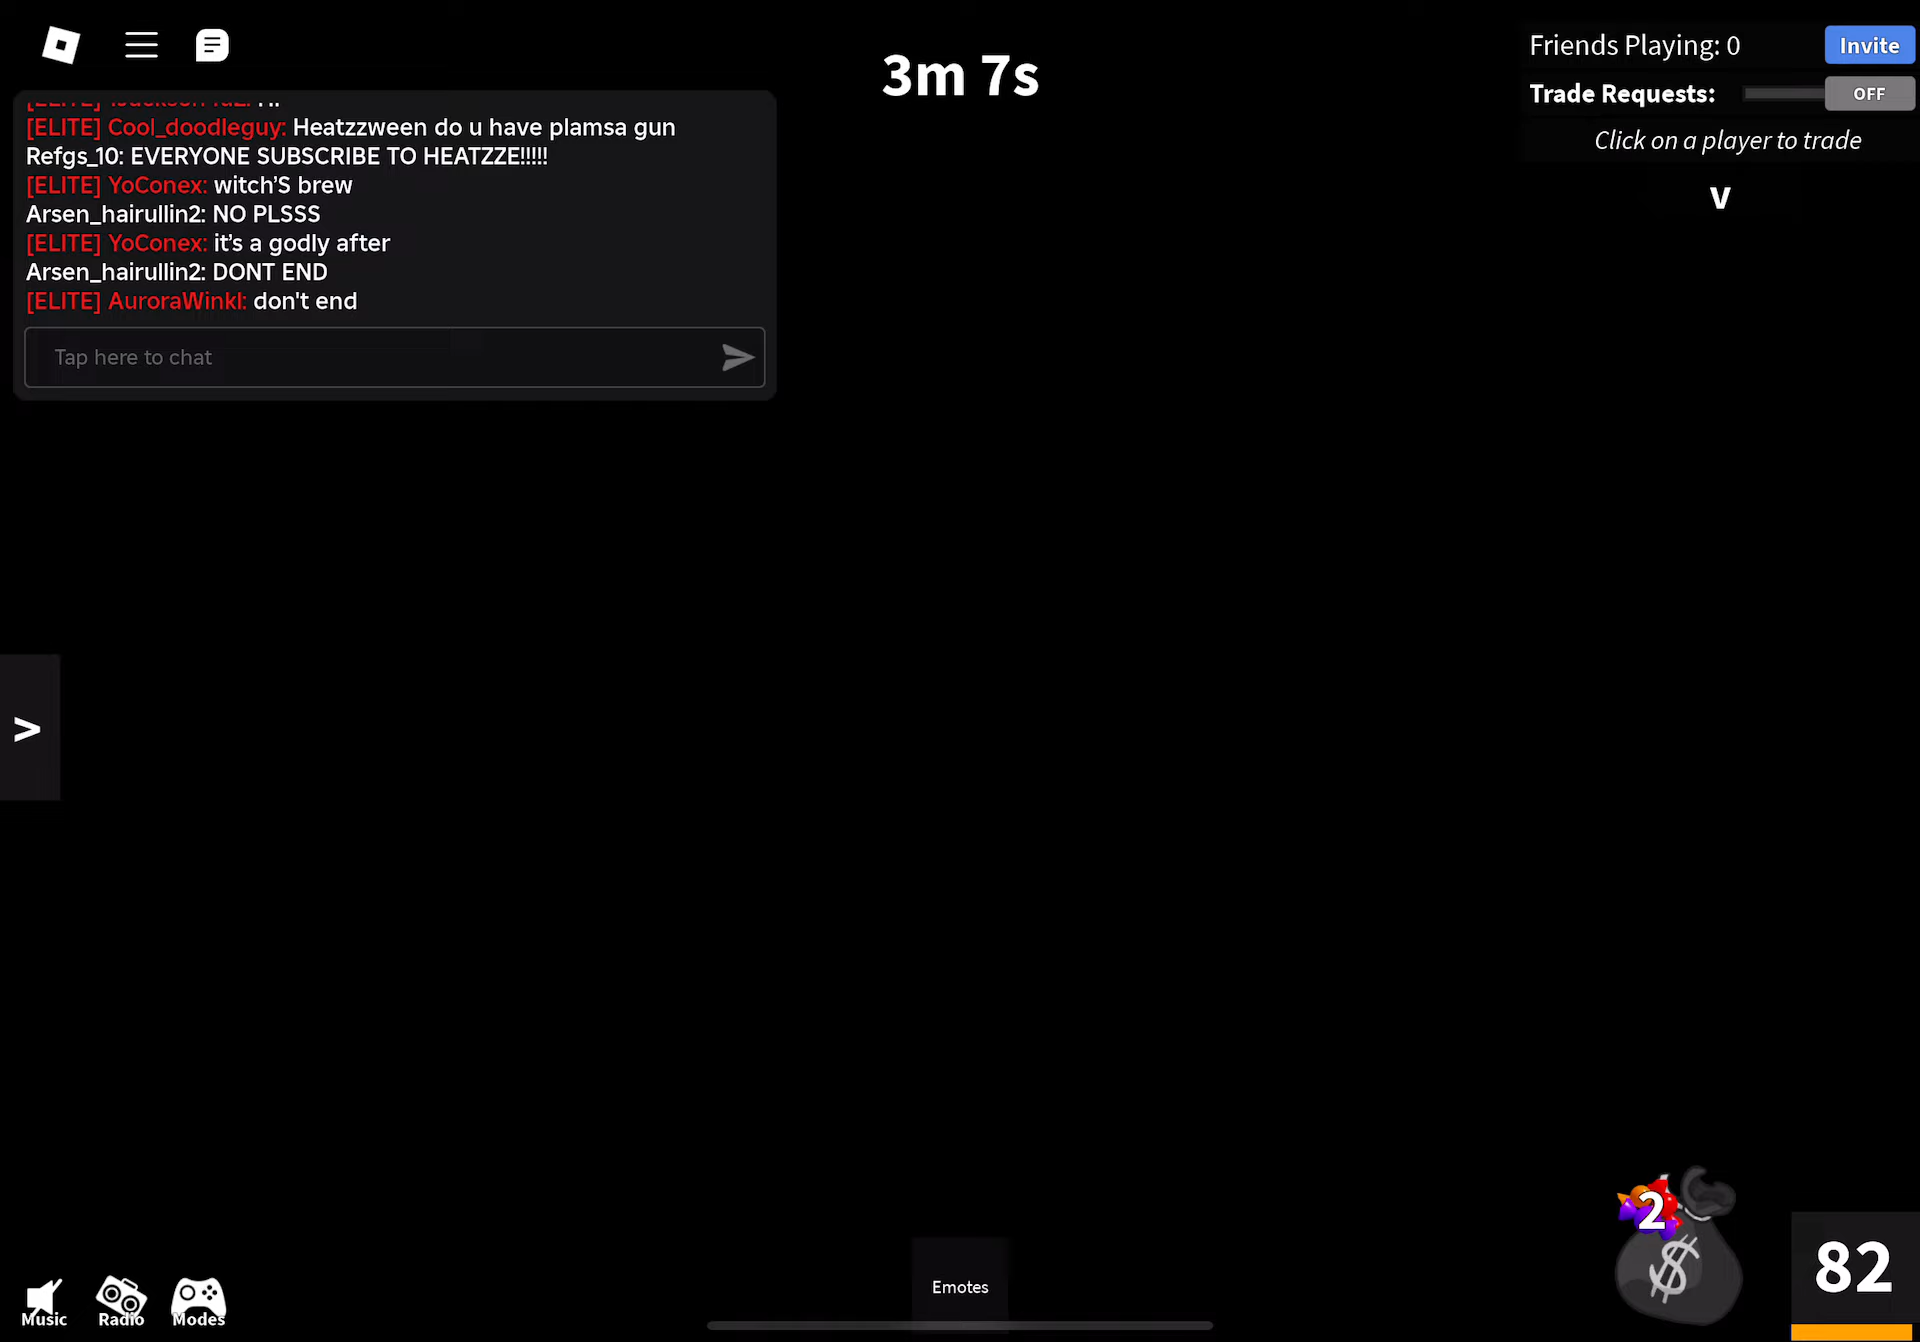 3m 7s
Friends Playing: 0
Invite
Trade Requests:
OFF
Click on a player to trade
V
[ELITE] Cool_doodleguy: Heatzzween do u have plamsa gun
Refgs_10: EVERYONE SUBSCRIBE TO HEATZZE!!!!!
[ELITE] YoConex: witch'S brew
Arsen_hairullin2: NO PLSSS
[ELITE] YoConex: it's a godly after
Arsen_hairullin2: DONT END
[ELITE] AuroraWinkl: don't end
Tap here to chat
>
2
$
82
Emotes
Music
Radio
Modes